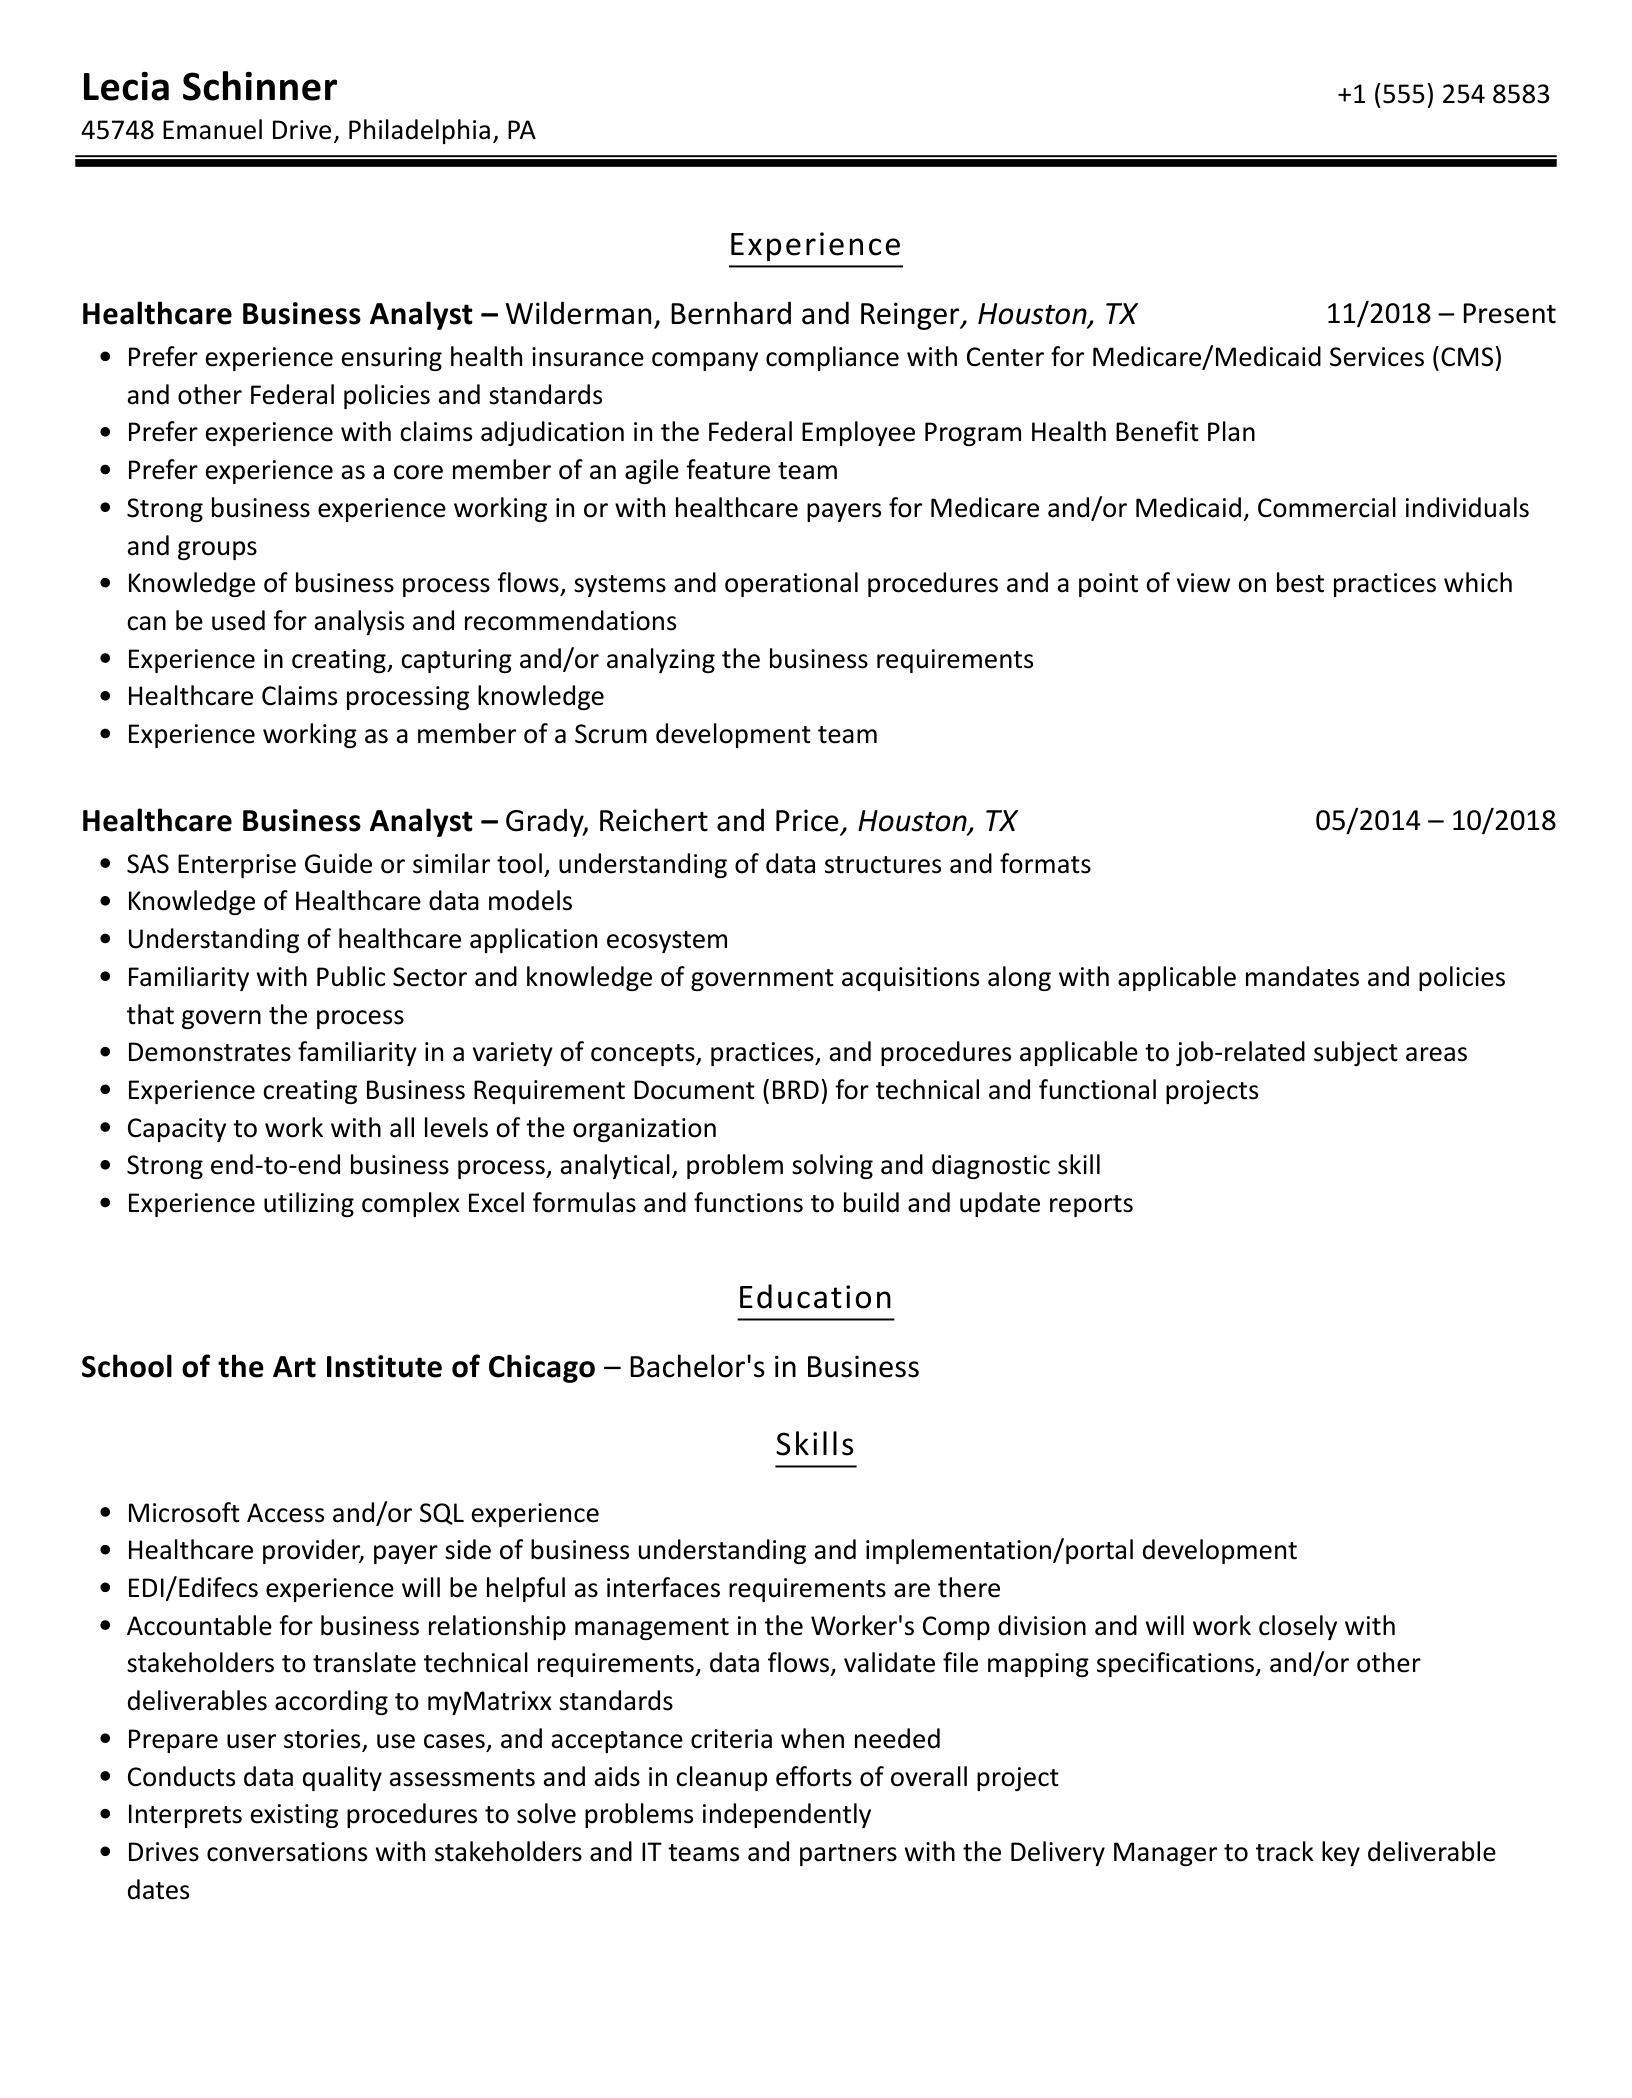 Lecia Schinner
+1 (555) 254 8583
45748 Emanuel Drive, Philadelphia, PA
Experience
Healthcare Business Analyst – Wilderman, Bernhard and Reinger, Houston, TX 11/2018 – Present
• Prefer experience ensuring health insurance company compliance with Center for Medicare/Medicaid Services (CMS)
and other Federal policies and standards
• Prefer experience with claims adjudication in the Federal Employee Program Health Benefit Plan
• Prefer experience as a core member of an agile feature team
• Strong business experience working in or with healthcare payers for Medicare and/or Medicaid, Commercial individuals
and groups
• Knowledge of business process flows, systems and operational procedures and a point of view on best practices which
can be used for analysis and recommendations
• Experience in creating, capturing and/or analyzing the business requirements
• Healthcare Claims processing knowledge
• Experience working as a member of a Scrum development team
Healthcare Business Analyst – Grady, Reichert and Price, Houston, TX 05/2014 – 10/2018
• SAS Enterprise Guide or similar tool, understanding of data structures and formats
• Knowledge of Healthcare data models
• Understanding of healthcare application ecosystem
• Familiarity with Public Sector and knowledge of government acquisitions along with applicable mandates and policies
that govern the process
• Demonstrates familiarity in a variety of concepts, practices, and procedures applicable to job-related subject areas
• Experience creating Business Requirement Document (BRD) for technical and functional projects
• Capacity to work with all levels of the organization
• Strong end-to-end business process, analytical, problem solving and diagnostic skill
• Experience utilizing complex Excel formulas and functions to build and update reports
Education
School of the Art Institute of Chicago – Bachelor's in Business
Skills
• Microsoft Access and/or SQL experience
• Healthcare provider, payer side of business understanding and implementation/portal development
• EDI/Edifecs experience will be helpful as interfaces requirements are there
• Accountable for business relationship management in the Worker's Comp division and will work closely with
stakeholders to translate technical requirements, data flows, validate file mapping specifications, and/or other
deliverables according to myMatrixx standards
• Prepare user stories, use cases, and acceptance criteria when needed
• Conducts data quality assessments and aids in cleanup efforts of overall project
• Interprets existing procedures to solve problems independently
• Drives conversations with stakeholders and IT teams and partners with the Delivery Manager to track key deliverable
dates